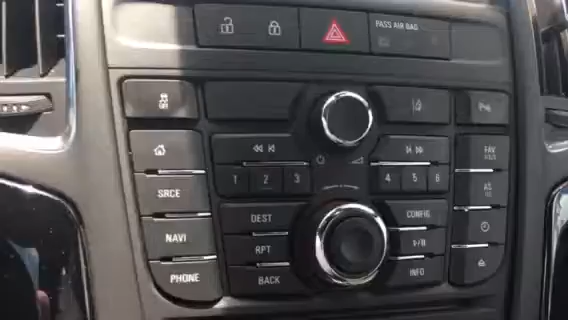 PASS AIR BAG
OFF
FAV
1 2 3
4 5 6
SRCE
DEST
CONFIG
AS
NAVI
RPT
PHONE
BACK
INFO